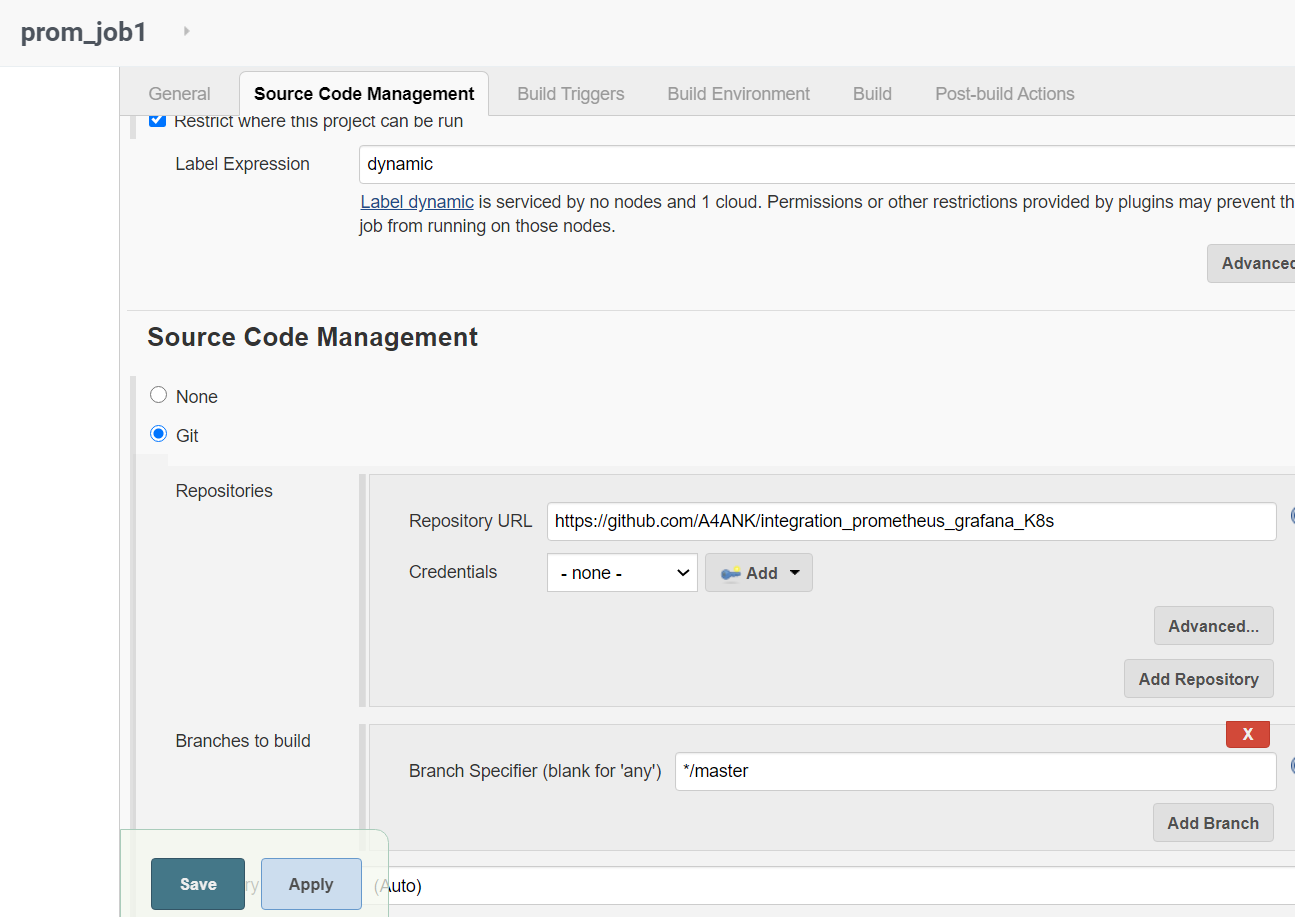 prom_job1
General Source Code Management Build Triggers Build Environment Build Post-build Actions
Restrict where this project can be run
Label Expression dynamic
Label dynamic is serviced by no nodes and 1 cloud. Permissions or other restrictions provided by plugins may prevent th
job from running on those nodes.
Advanced
Source Code Management
None
Git
Repositories
Repository URL https://github.com/A4ANK/integration_prometheus_grafana_K8s
Credentials - none - Add
Advanced...
Add Repository
Branches to build
X
Branch Specifier (blank for 'any') */master
Add Branch
Save ry Apply (Auto)